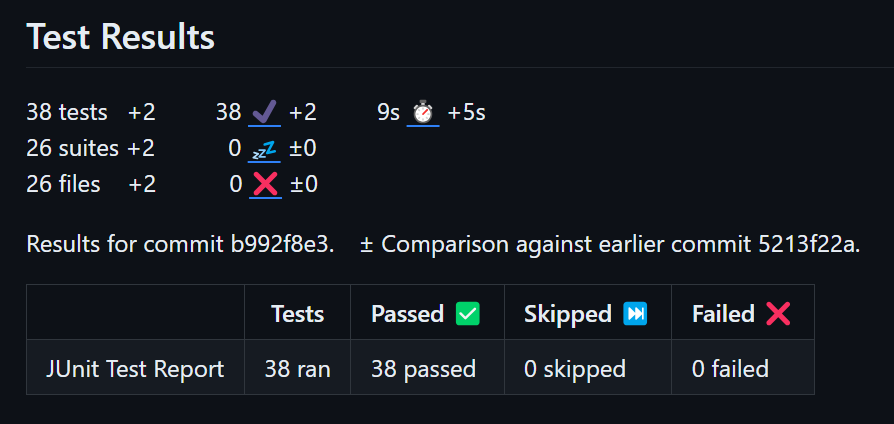 Test Results
38 tests +2 38 ✔ +2 9s ⏱ +5s
26 suites +2 0 💤 ±0
26 files +2 0 ❌ ±0
Results for commit b992f8e3. ± Comparison against earlier commit 5213f22a.
Tests Passed ✅ Skipped ⏭ Failed ❌
JUnit Test Report 38 ran 38 passed 0 skipped 0 failed